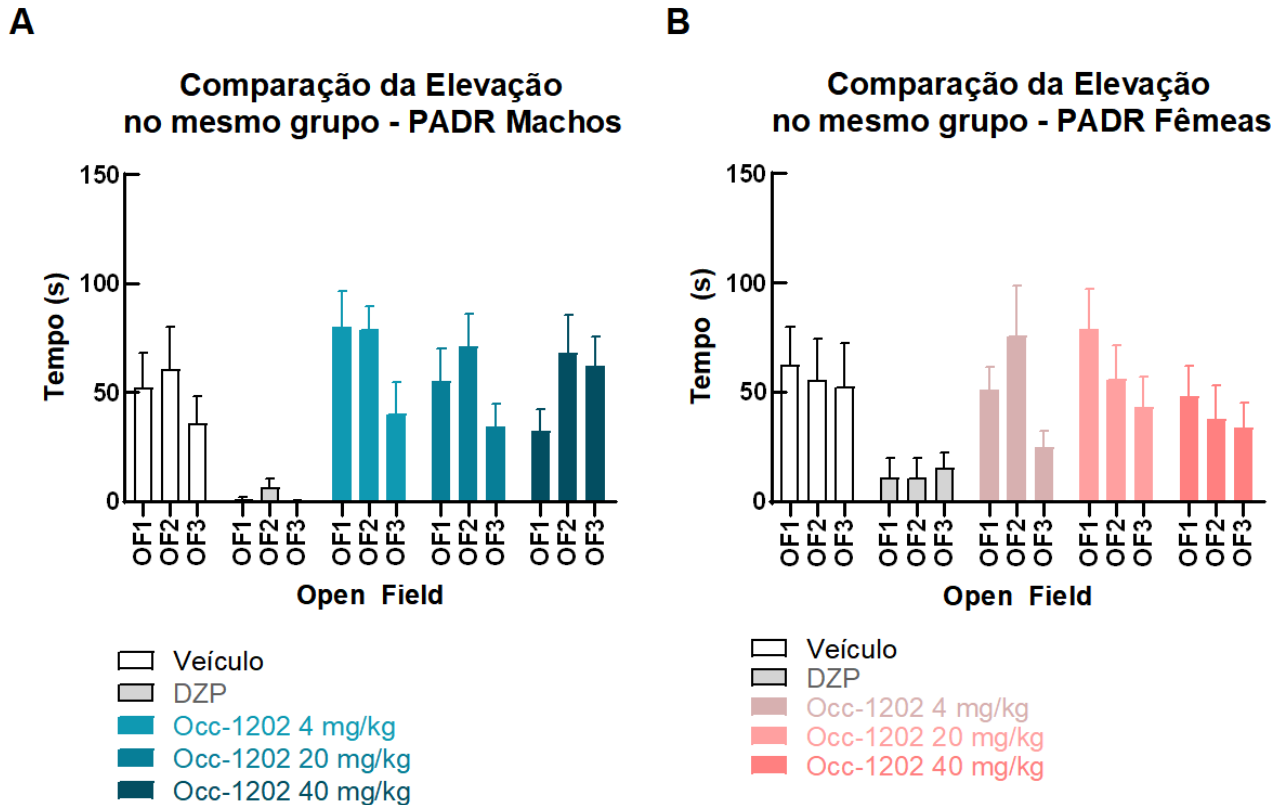 A
Comparação da Elevação
no mesmo grupo - PADR Machos
150
100
50
0
Tempo (s)
OF1
OF2
OF3
OF1
OF2
OF3
OF1
OF2
OF3
OF1
OF2
OF3
OF1
OF2
OF3
Open Field
Veículo
DZP
Occ-1202 4 mg/kg
Occ-1202 20 mg/kg
Occ-1202 40 mg/kg
B
Comparação da Elevação
no mesmo grupo - PADR Fêmeas
150
100
50
0
Tempo (s)
OF1
OF2
OF3
OF1
OF2
OF3
OF1
OF2
OF3
OF1
OF2
OF3
OF1
OF2
OF3
Open Field
Veículo
DZP
Occ-1202 4 mg/kg
Occ-1202 20 mg/kg
Occ-1202 40 mg/kg